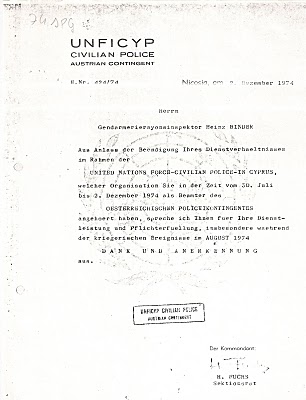 UNFICYP
CIVILIAN POLICE
AUSTRIAN CONTINGENT
Nicosia, am 2. Dezember 1974
Herrn
Gendarmerierayonsinspektor Heinz BINDER
Aus Anlass der Beendigung Ihres Dienstverhaeltnisses
im Rahmen der
UNITED NATIONS FORCE-CIVILIAN POLICE-IN CYPRUS,
welcher Organisation Sie in der Zeit vom 30. Juli
bis 2. Dezember 1974 als Beamter des
OESTERREICHISCHEN POLIZEIKONTINGENTES
angehoert haben, spreche ich Ihnen fuer Ihre Dienst-
leistung und Pflichterfuellung, insbesondere waehrend
der kriegerischen Ereignisse im AUGUST 1974
DANK UND ANERKENNUNG
aus.
UNFICYP CIVILIAN POLICE
AUSTRIAN CONTINGENT
Der Kommandant:
H. FUCHS
Sektionsrat